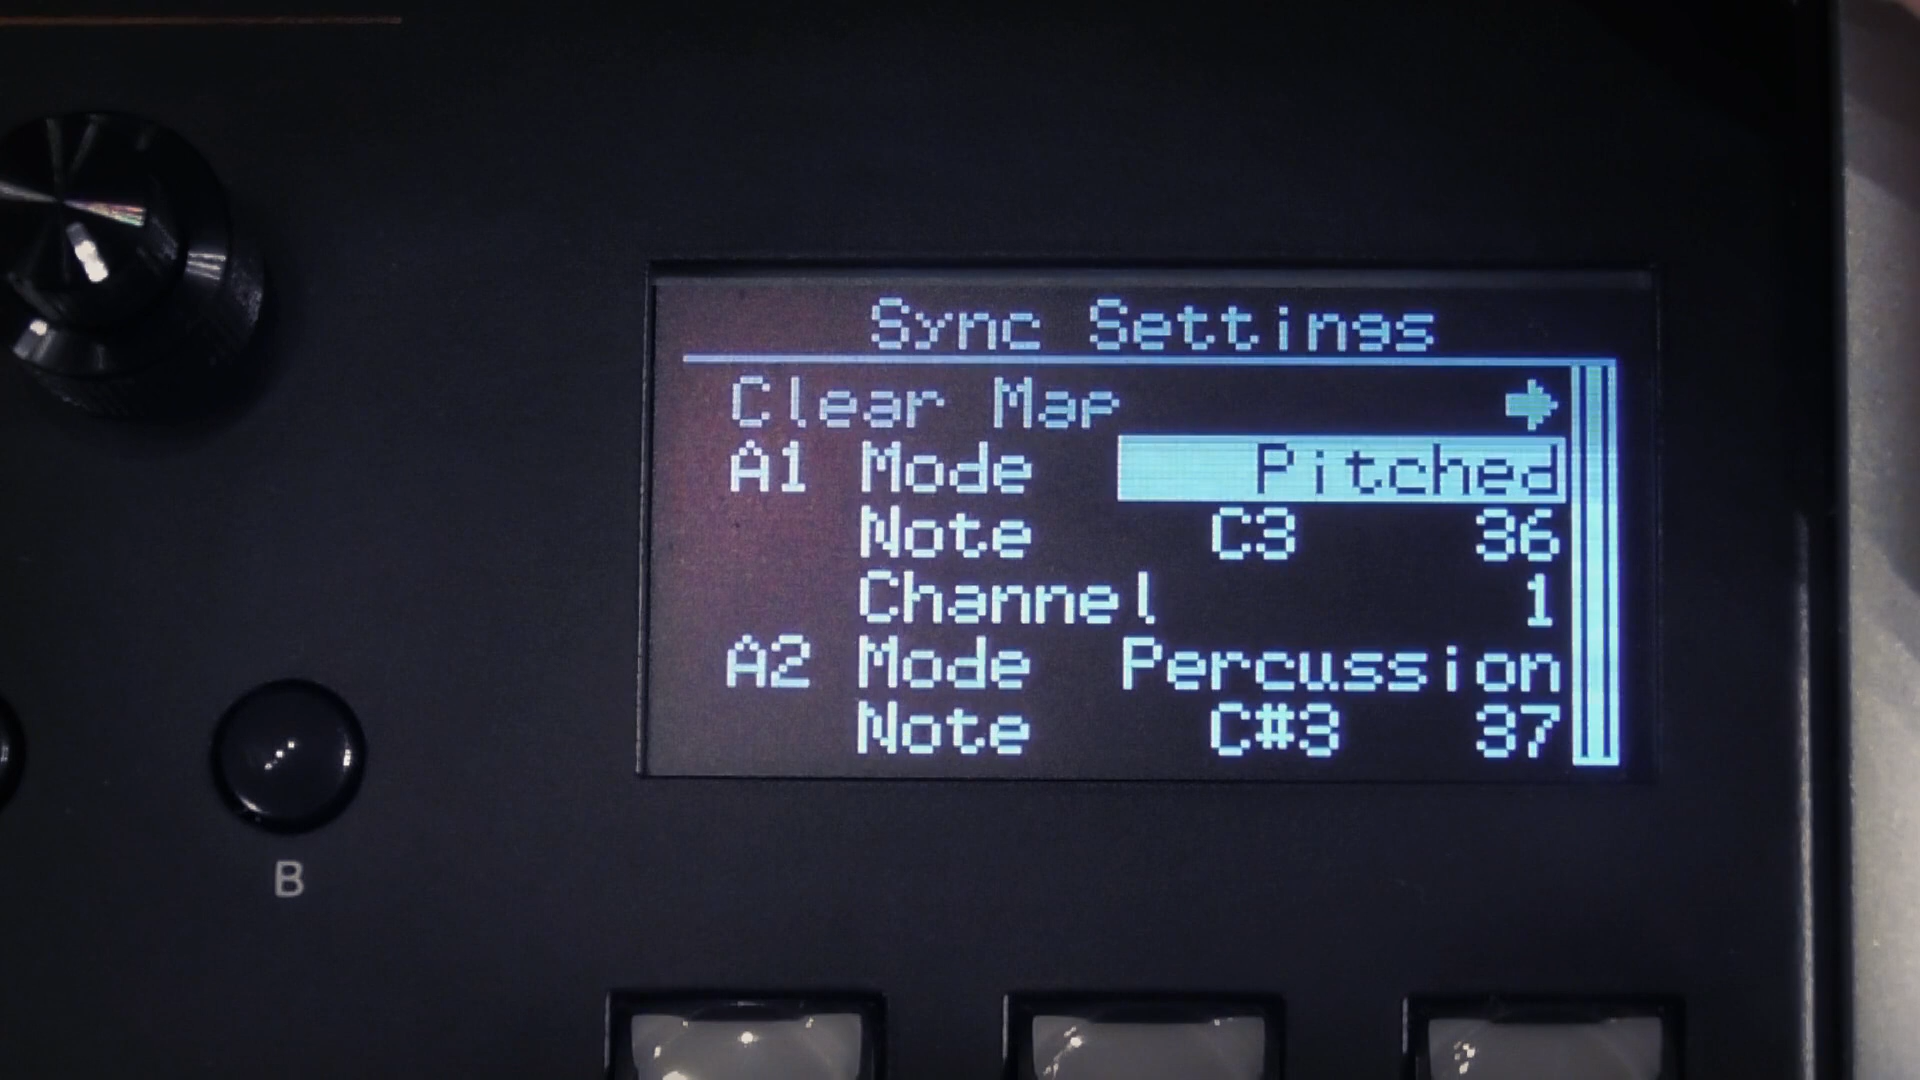 Sync Settings
Clear Map
A1 Mode Pitched
Note C3 36
Channel 1
A2 Mode Percussion
Note C#3 37
B